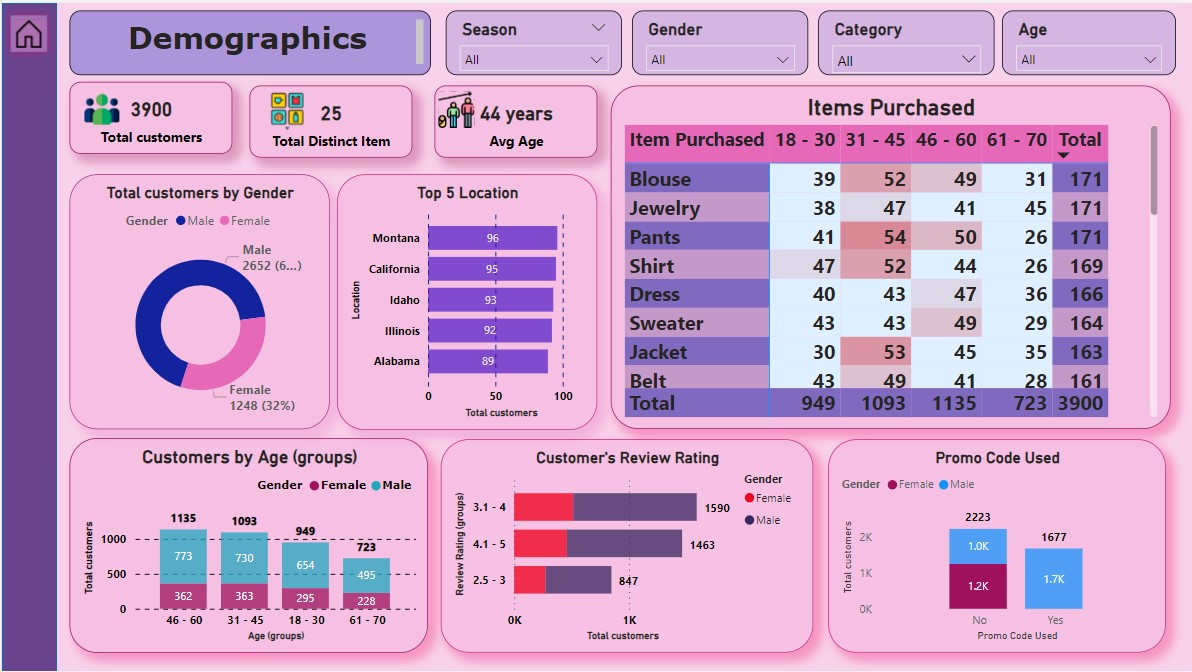 Demographics
Season
All
Gender
All
Category
All
Age
All
3900
Total customers
25
Total Distinct Item
44 years
Avg Age
Items Purchased
Item Purchased 18 - 30 31 - 45 46 - 60 61 - 70 Total
Blouse 39 52 49 31 171
Jewelry 38 47 41 45 171
Pants 41 54 50 26 171
Shirt 47 52 44 26 169
Dress 40 43 47 36 166
Sweater 43 43 49 29 164
Jacket 30 53 45 35 163
Belt 43 49 41 28 161
Total 949 1093 1135 723 3900
Total customers by Gender
Gender Male Female
Male
2652 (6...)
Female
1248 (32%)
Top 5 Location
Location
Montana 96
California 95
Idaho 93
Illinois 92
Alabama 89
0 50 100
Total customers
Customers by Age (groups)
Gender Female Male
Total customers
1000
500
0
1135 1093 949 723
773 730 654 495
362 363 295 228
46 - 60 31 - 45 18 - 30 61 - 70
Age (groups)
Customer's Review Rating
Gender
Female
Male
Review Rating (groups)
3.1 - 4 1590
4.1 - 5 1463
2.5 - 3 847
0K 1K
Total customers
Promo Code Used
Gender Female Male
Total customers
2K
1K
0K
2223 1677
1.0K
1.2K 1.7K
No Yes
Promo Code Used